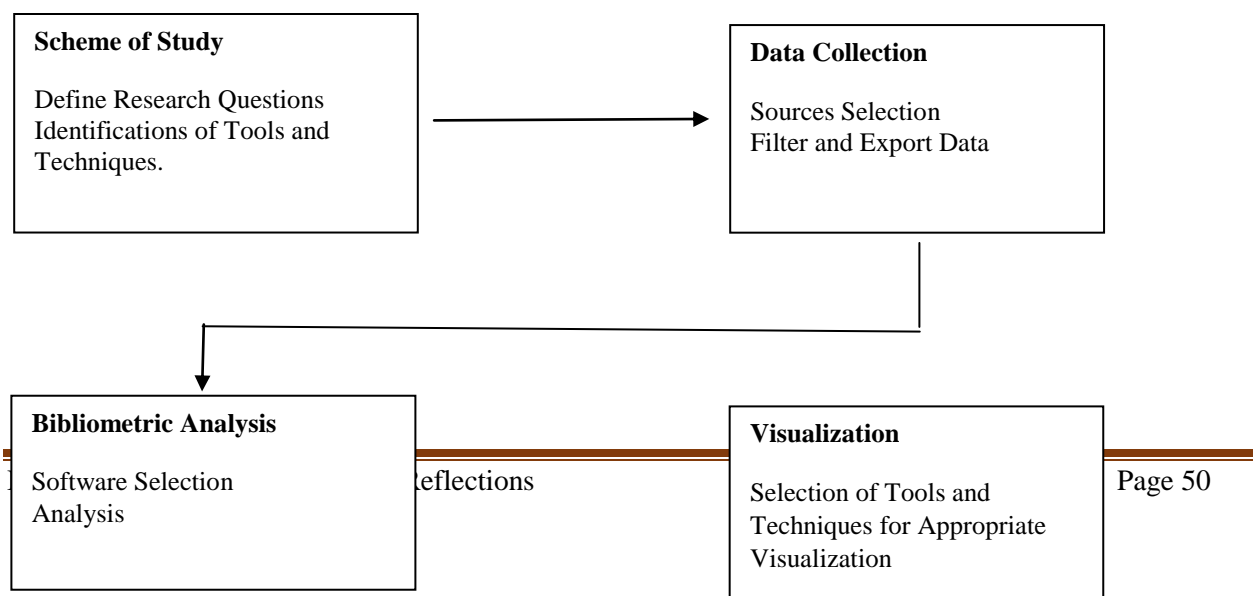 Scheme of Study
Define Research Questions
Identifications of Tools and
Techniques.
Data Collection
Sources Selection
Filter and Export Data
Bibliometric Analysis
Software Selection
Analysis
Visualization
Selection of Tools and
Techniques for Appropriate
Visualization
Page 50